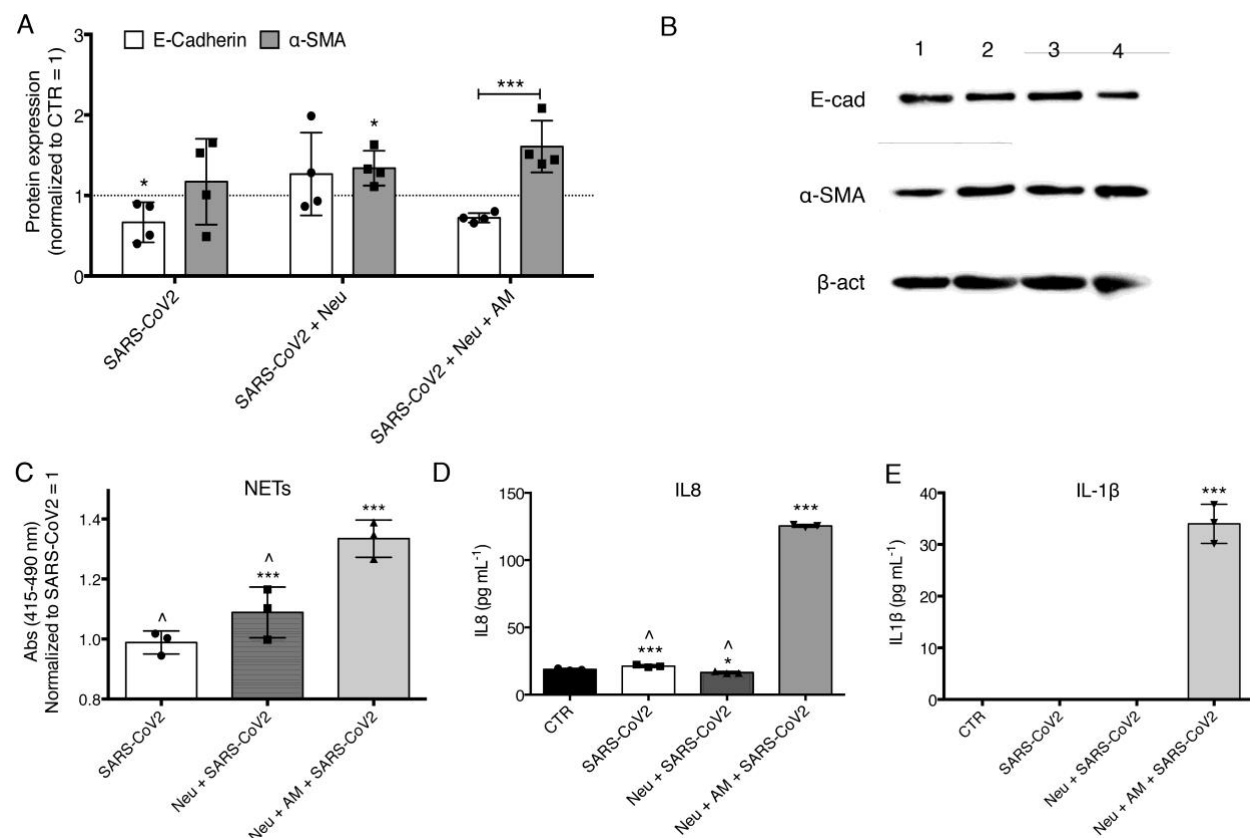 A
Protein expression
(normalized to CTR = 1)
3
2
1
0
E-Cadherin
α-SMA
*
*
***
SARS-CoV2
SARS-CoV2 + Neu
SARS-CoV2 + Neu + AM
B
1 2 3 4
E-cad
α-SMA
β-act
C
NETs
Abs (415-490 nm)
Normalized to SARS-CoV2 = 1
1.4
1.2
1.0
0.8
^
^
***
***
SARS-CoV2
Neu + SARS-CoV2
Neu + AM + SARS-CoV2
D
IL8
IL8 (pg mL-1)
150
100
50
0
^
***
^
*
***
CTR
SARS-CoV2
Neu + SARS-CoV2
Neu + AM + SARS-CoV2
E
IL-1β
IL1β (pg mL-1)
40
30
20
10
0
***
CTR
SARS-CoV2
Neu + SARS-CoV2
Neu + AM + SARS-CoV2